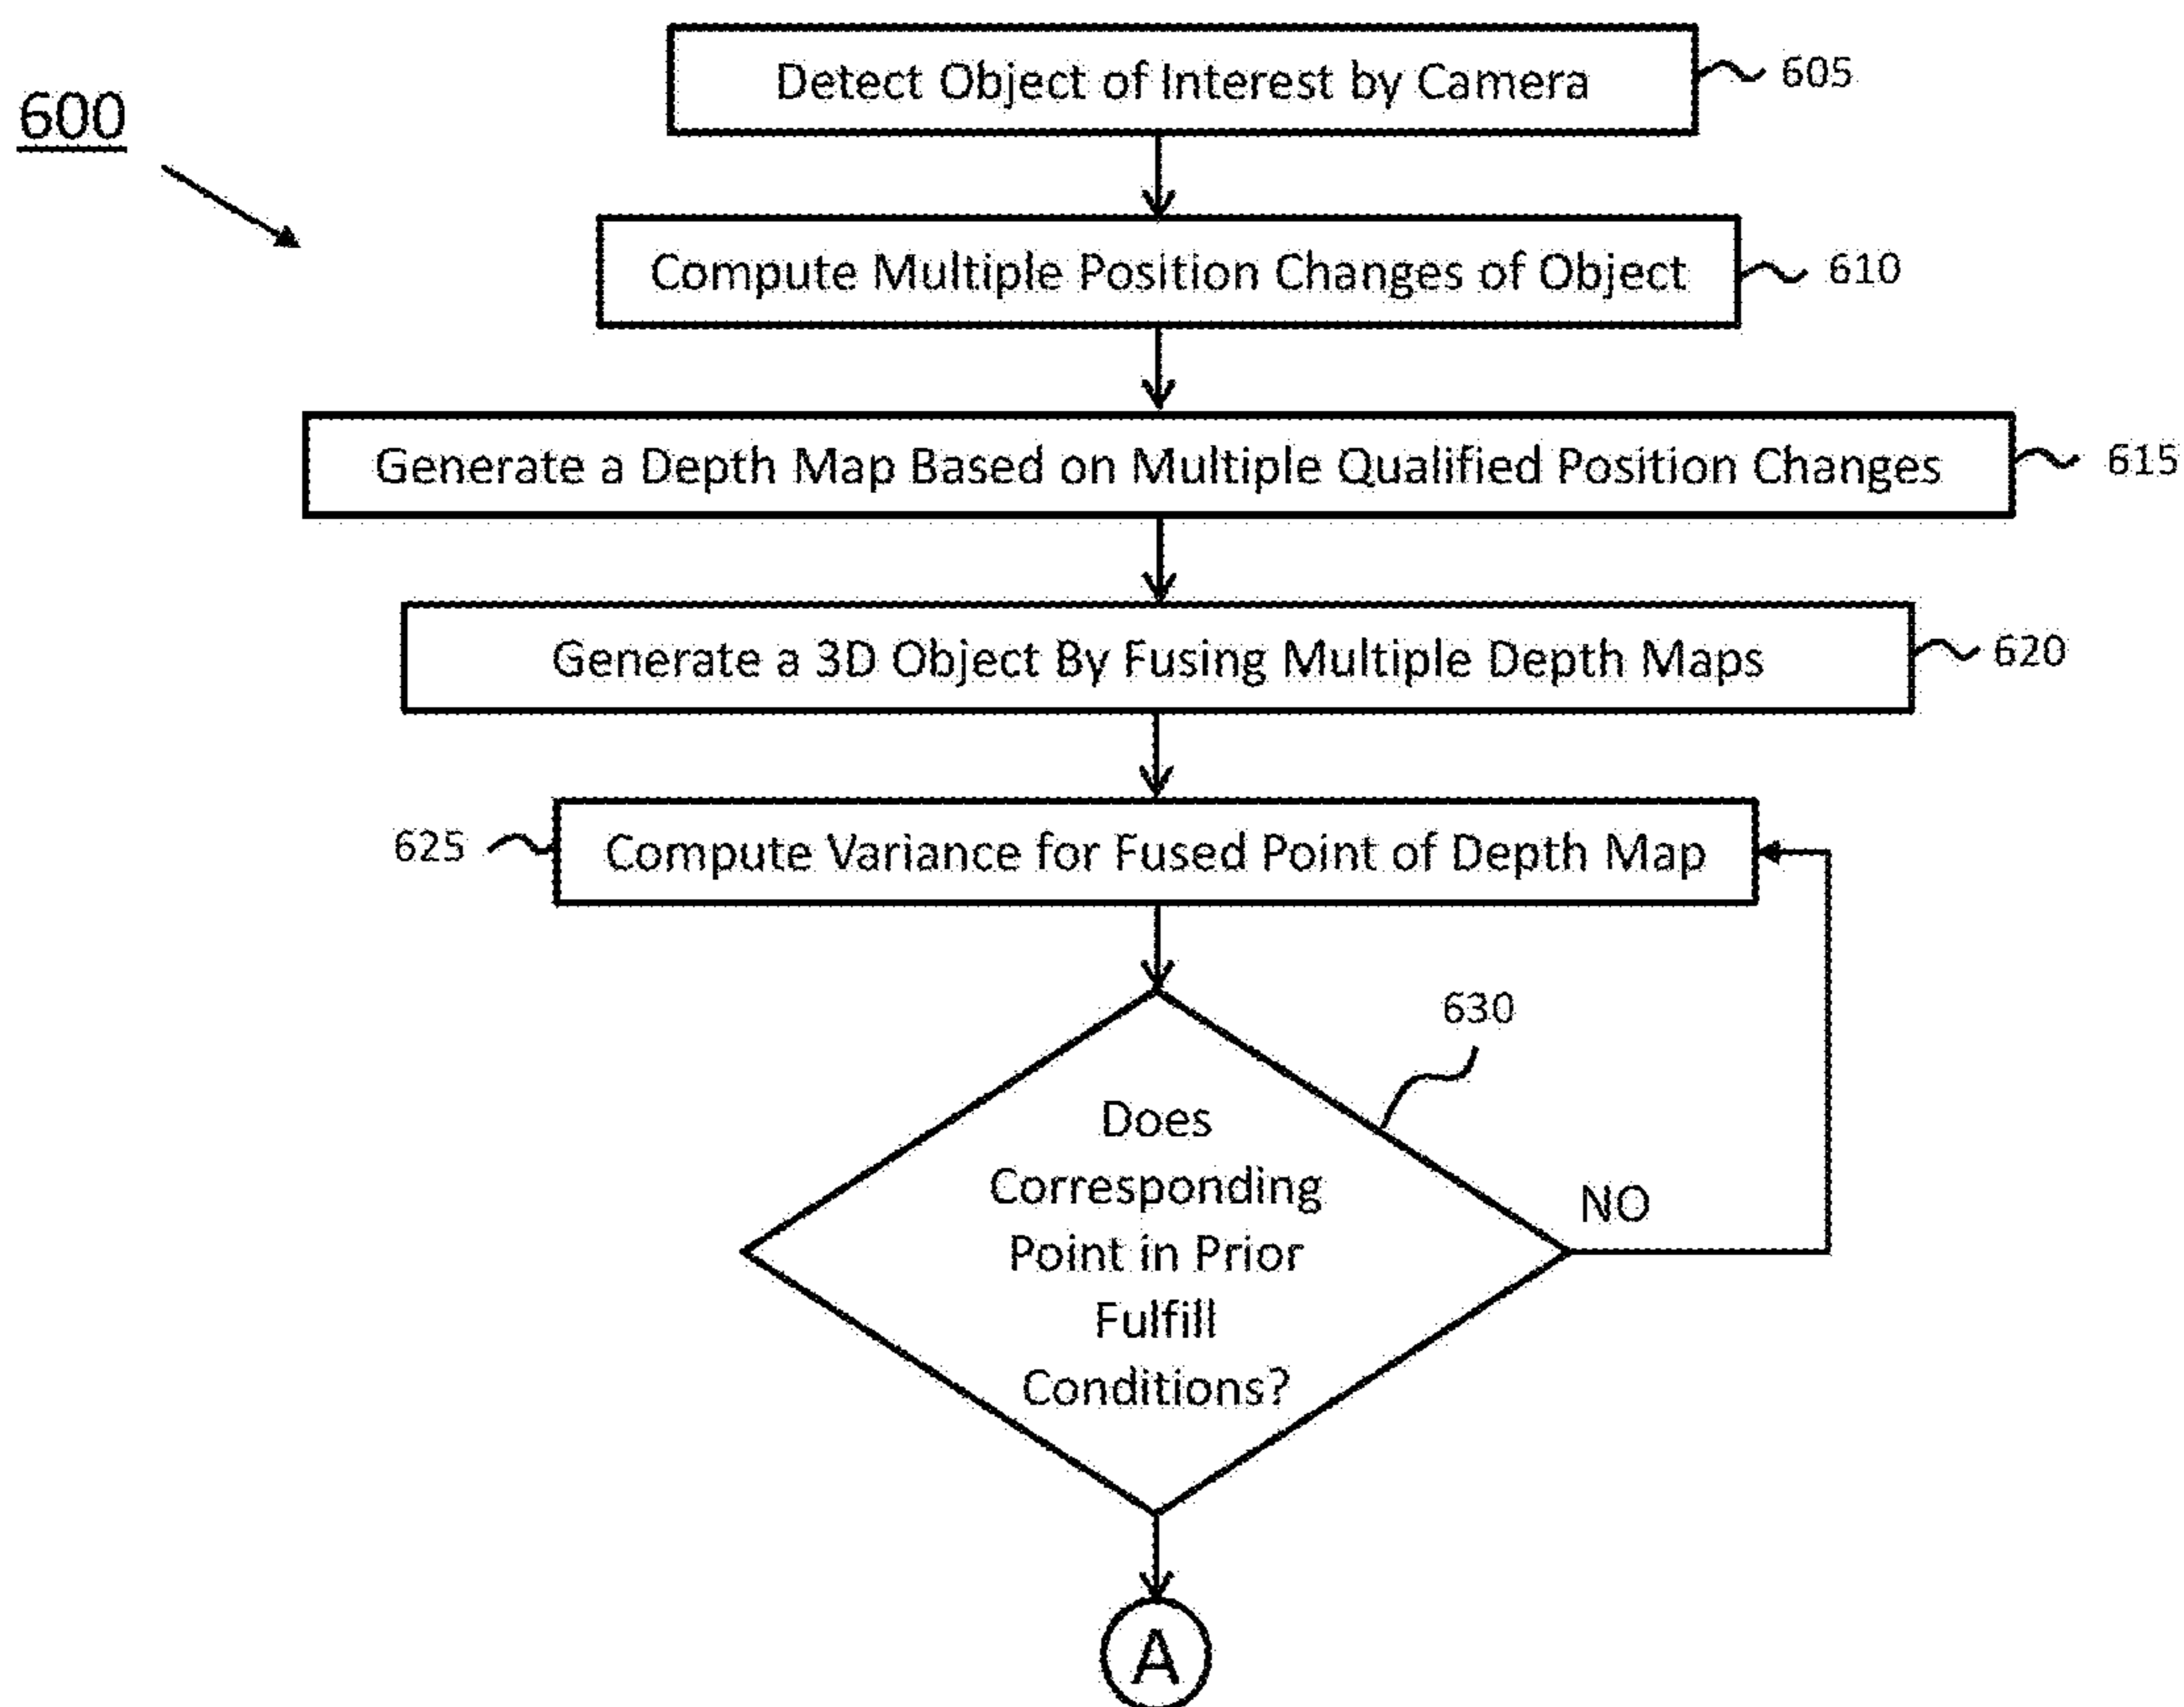 Detect Object of Interest by Camera
605
600
Compute Multiple Position Changes of Object
610
Generate a Depth Map Based on Multiple Qualified Position Changes
615
Generate a 3D Object By Fusing Multiple Depth Maps
620
625
Compute Variance for Fused Point of Depth Map
630
Does
Corresponding
Point in Prior
Fulfill
Conditions?
NO
A